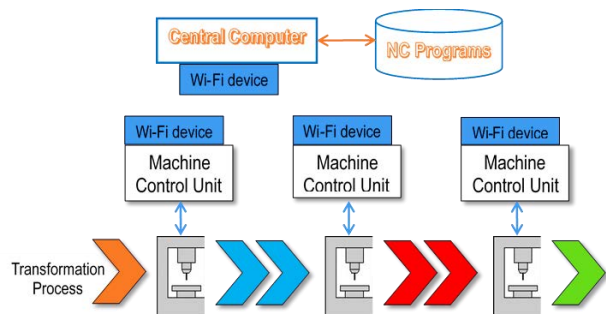 Central Computer
NC Programs
Wi-Fi device
Wi-Fi device
Wi-Fi device
Wi-Fi device
Machine
Control Unit
Machine
Control Unit
Machine
Control Unit
Transformation
Process